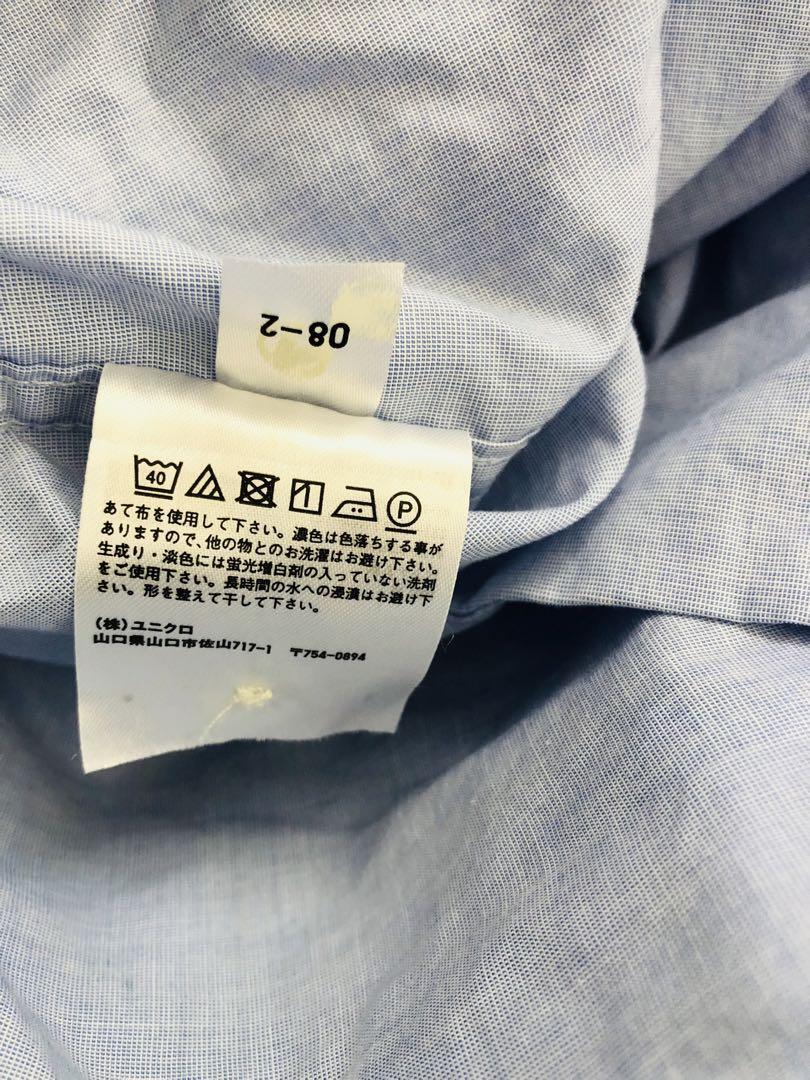 08-2
40
P
あて布を使用して下さい。濃色は色落ちする事が
ありますので、他の物とのお洗濯はお避け下さい。
生成り・淡色には蛍光増白剤の入っていない洗剤
をご使用下さい。長時間の水への浸漬はお避け下
さい。形を整えて干して下さい。
(株)ユニクロ
山口県山口市佐山717-1 〒754-0894